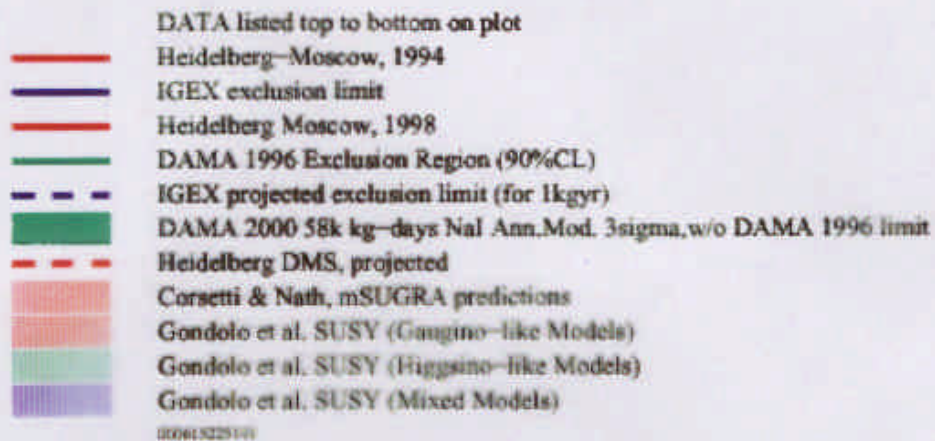 DATA listed top to bottom on plot
Heidelberg-Moscow, 1994
IGEX exclusion limit
Heidelberg Moscow, 1998
DAMA 1996 Exclusion Region (90%CL)
IGEX projected exclusion limit (for 1kgyr)
DAMA 2000 58k kg-days NaI Ann.Mod. 3sigma,w/o DAMA 1996 limit
Heidelberg DMS, projected
Corsetti & Nath, mSUGRA predictions
Gondolo et al. SUSY (Gaugino-like Models)
Gondolo et al. SUSY (Higgsino-like Models)
Gondolo et al. SUSY (Mixed Models)